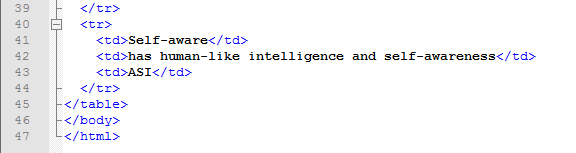 39 </tr>
40 <tr>
41 <td>Self-aware</td>
42 <td>has human-like intelligence and self-awareness</td>
43 <td>ASI</td>
44 </tr>
45 </table>
46 </body>
47 </html>